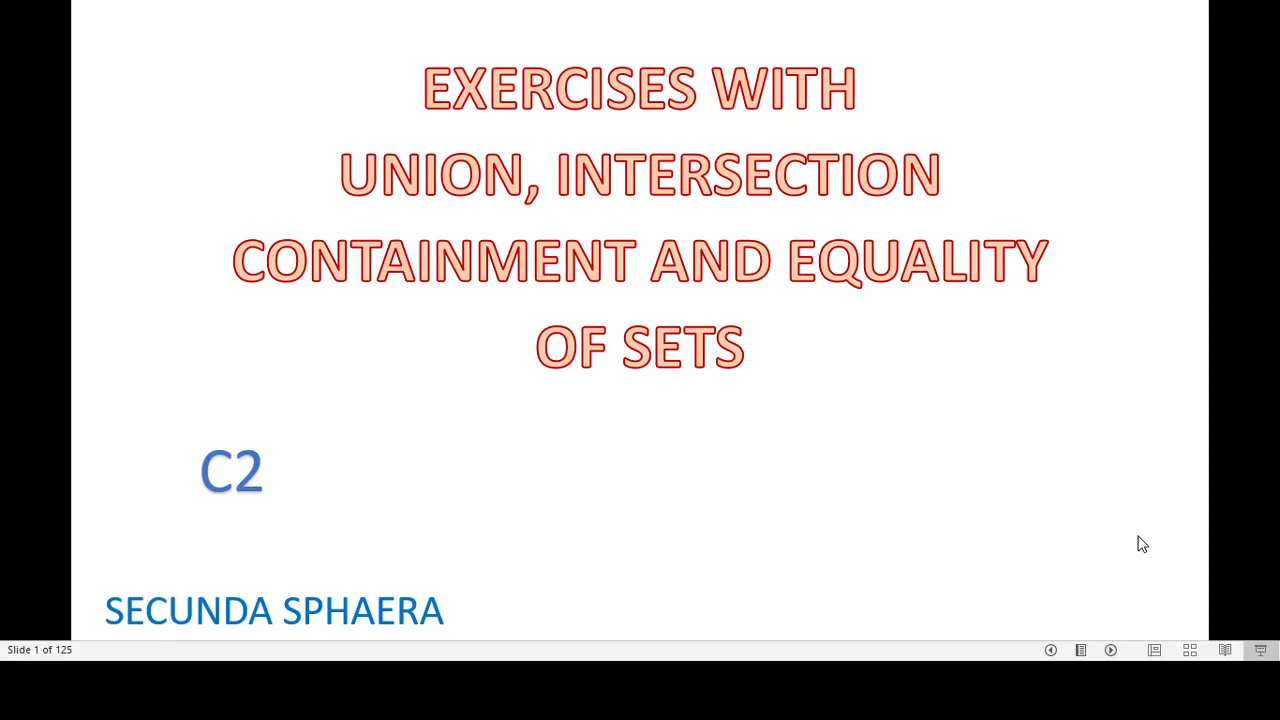 EXERCISES WITH
UNION, INTERSECTION
CONTAINMENT AND EQUALITY
OF SETS
C2
SECUNDA SPHAERA
Slide 1 of 125